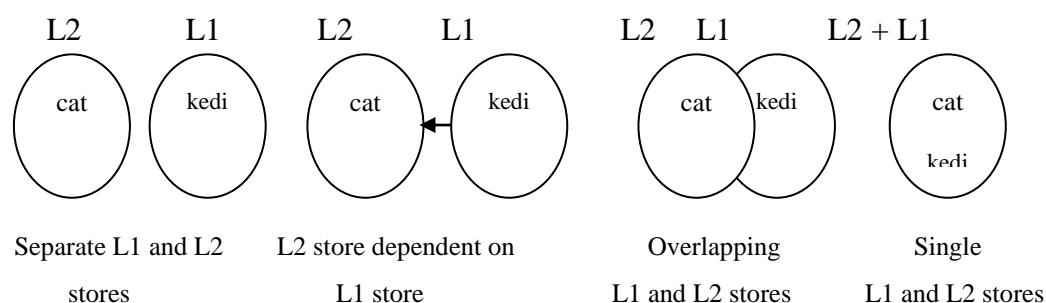 L2 L1 L2 L1 L2 L1 L2 + L1
cat kedi cat kedi cat kedi cat
kedi
Separate L1 and L2 L2 store dependent on Overlapping Single
stores L1 store L1 and L2 stores L1 and L2 stores